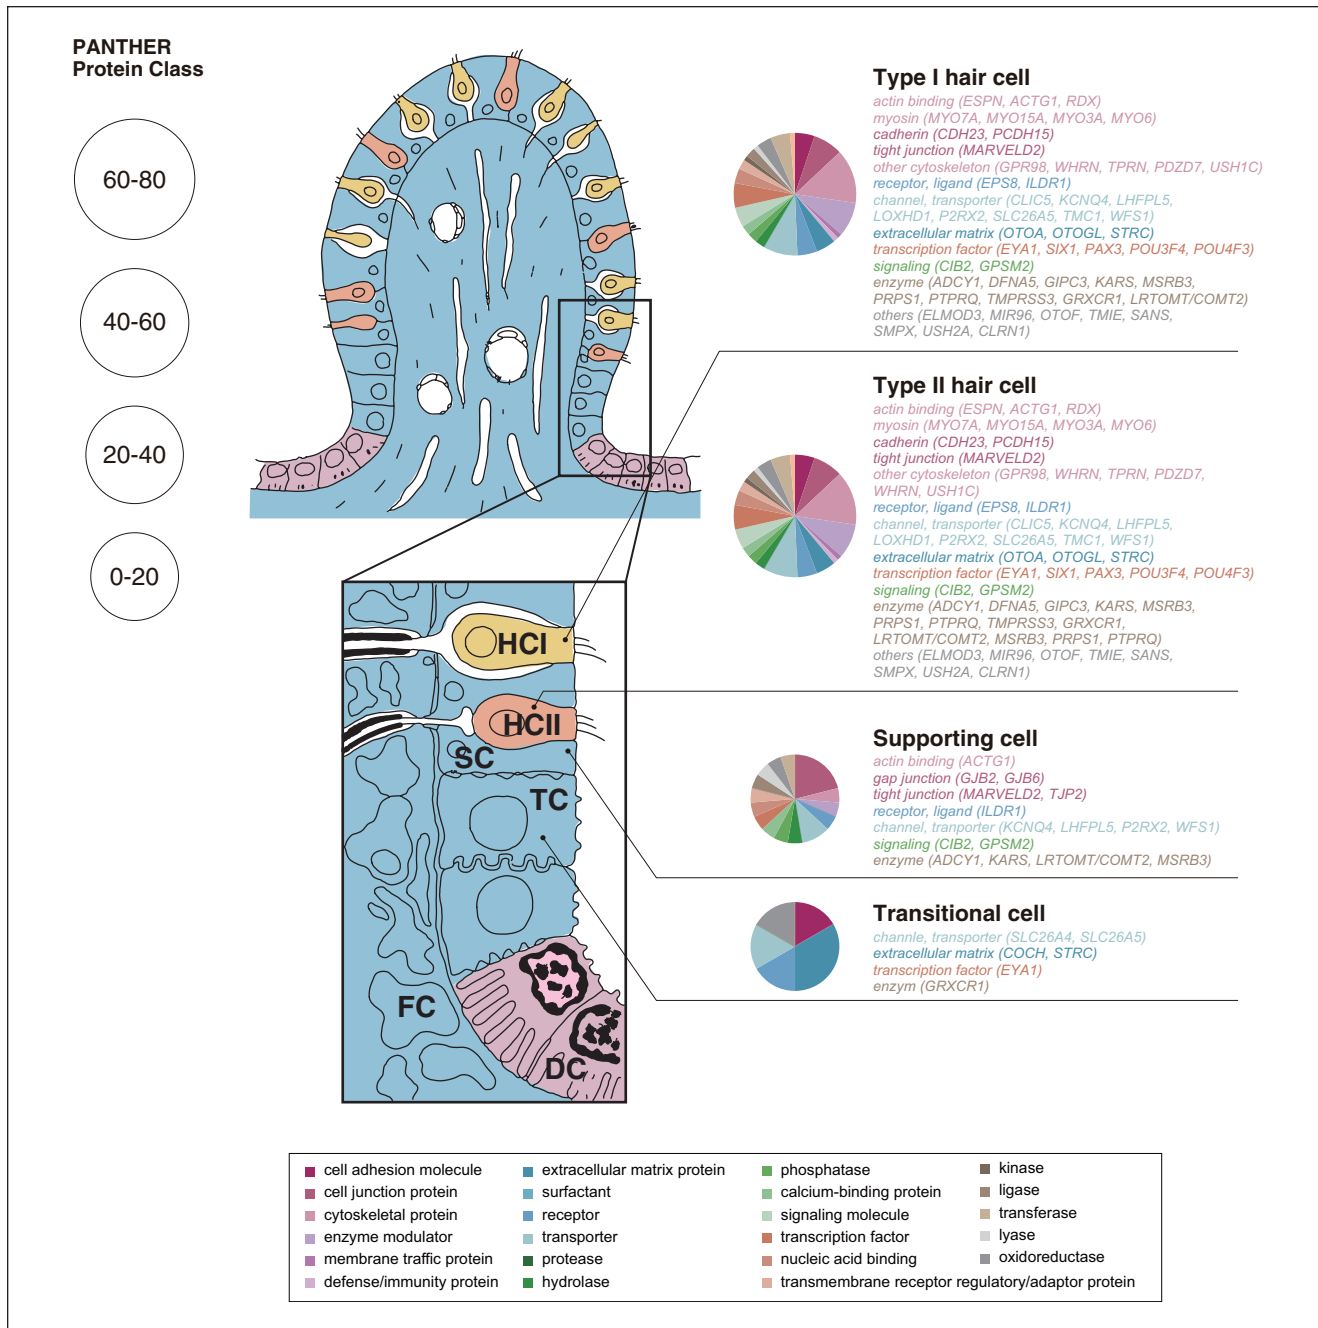 PANTHER
Protein Class
60-80
40-60
20-40
0-20
Type I hair cell
actin binding (ESPN, ACTG1, RDX)
myosin (MYO7A, MYO15A, MYO3A, MYO6)
cadherin (CDH23, PCDH15)
tight junction (MARVELD2)
other cytoskeleton (GPR98, WHRN, TPRN, PDZD7, USH1C)
receptor, ligand (EPS8, ILDR1)
channel, transporter (CLIC5, KCNQ4, LHFPL5,
LOXHD1, P2RX2, SLC26A5, TMC1, WFS1)
extracellular matrix (OTOA, OTOGL, STRC)
transcription factor (EYA1, SIX1, PAX3, POU3F4, POU4F3)
signaling (CIB2, GPSM2)
enzyme (ADCY1, DFNA5, GIPC3, KARS, MSRB3,
PRPS1, PTPRQ, TMPRSS3, GRXCR1, LRTOMT/COMT2)
others (ELMOD3, MIR96, OTOF, TMIE, SANS,
SMPX, USH2A, CLRN1)
Type II hair cell
actin binding (ESPN, ACTG1, RDX)
myosin (MYO7A, MYO15A, MYO3A, MYO6)
cadherin (CDH23, PCDH15)
tight junction (MARVELD2)
other cytoskeleton (GPR98, WHRN, TPRN, PDZD7,
WHRN, USH1C)
receptor, ligand (EPS8, ILDR1)
channel, transporter (CLIC5, KCNQ4, LHFPL5,
LOXHD1, P2RX2, SLC26A5, TMC1, WFS1)
extracellular matrix (OTOA, OTOGL, STRC)
transcription factor (EYA1, SIX1, PAX3, POU3F4, POU4F3)
signaling (CIB2, GPSM2)
enzyme (ADCY1, DFNA5, GIPC3, KARS, MSRB3,
PRPS1, PTPRQ, TMPRSS3, GRXCR1,
LRTOMT/COMT2, MSRB3, PRPS1, PTPRQ)
others (ELMOD3, MIR96, OTOF, TMIE, SANS,
SMPX, USH2A, CLRN1)
HCI
HCII
SC
TC
FC
DC
Supporting cell
actin binding (ACTG1)
gap junction (GJB2, GJB6)
tight junction (MARVELD2, TJP2)
receptor, ligand (ILDR1)
channel, tranporter (KCNQ4, LHFPL5, P2RX2, WFS1)
signaling (CIB2, GPSM2)
enzyme (ADCY1, KARS, LRTOMT/COMT2, MSRB3)
Transitional cell
channle, transporter (SLC26A4, SLC26A5)
extracellular matrix (COCH, STRC)
transcription factor (EYA1)
enzym (GRXCR1)
cell adhesion molecule
cell junction protein
cytoskeletal protein
enzyme modulator
membrane traffic protein
defense/immunity protein
extracellular matrix protein
surfactant
receptor
transporter
protease
hydrolase
phosphatase
calcium-binding protein
signaling molecule
transcription factor
nucleic acid binding
transmembrane receptor regulatory/adaptor protein
kinase
ligase
transferase
lyase
oxidoreductase